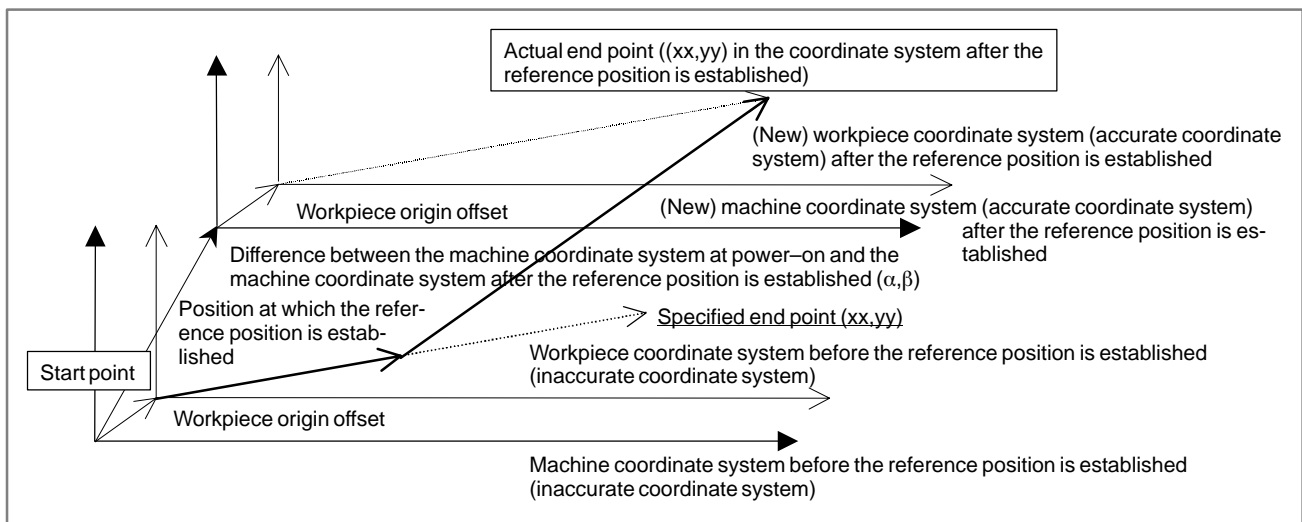 Actual end point ((xx,yy) in the coordinate system after the
reference position is established)
(New) workpiece coordinate system (accurate coordinate
system) after the reference position is established
Workpiece origin offset
(New) machine coordinate system (accurate coordinate system)
after the reference position is es-
tablished
Difference between the machine coordinate system at power–on and the
machine coordinate system after the reference position is established (α,β)
Position at which the refer-
ence position is estab-
lished
Specified end point (xx,yy)
Start point
Workpiece coordinate system before the reference position is established
(inaccurate coordinate system)
Workpiece origin offset
Machine coordinate system before the reference position is established
(inaccurate coordinate system)